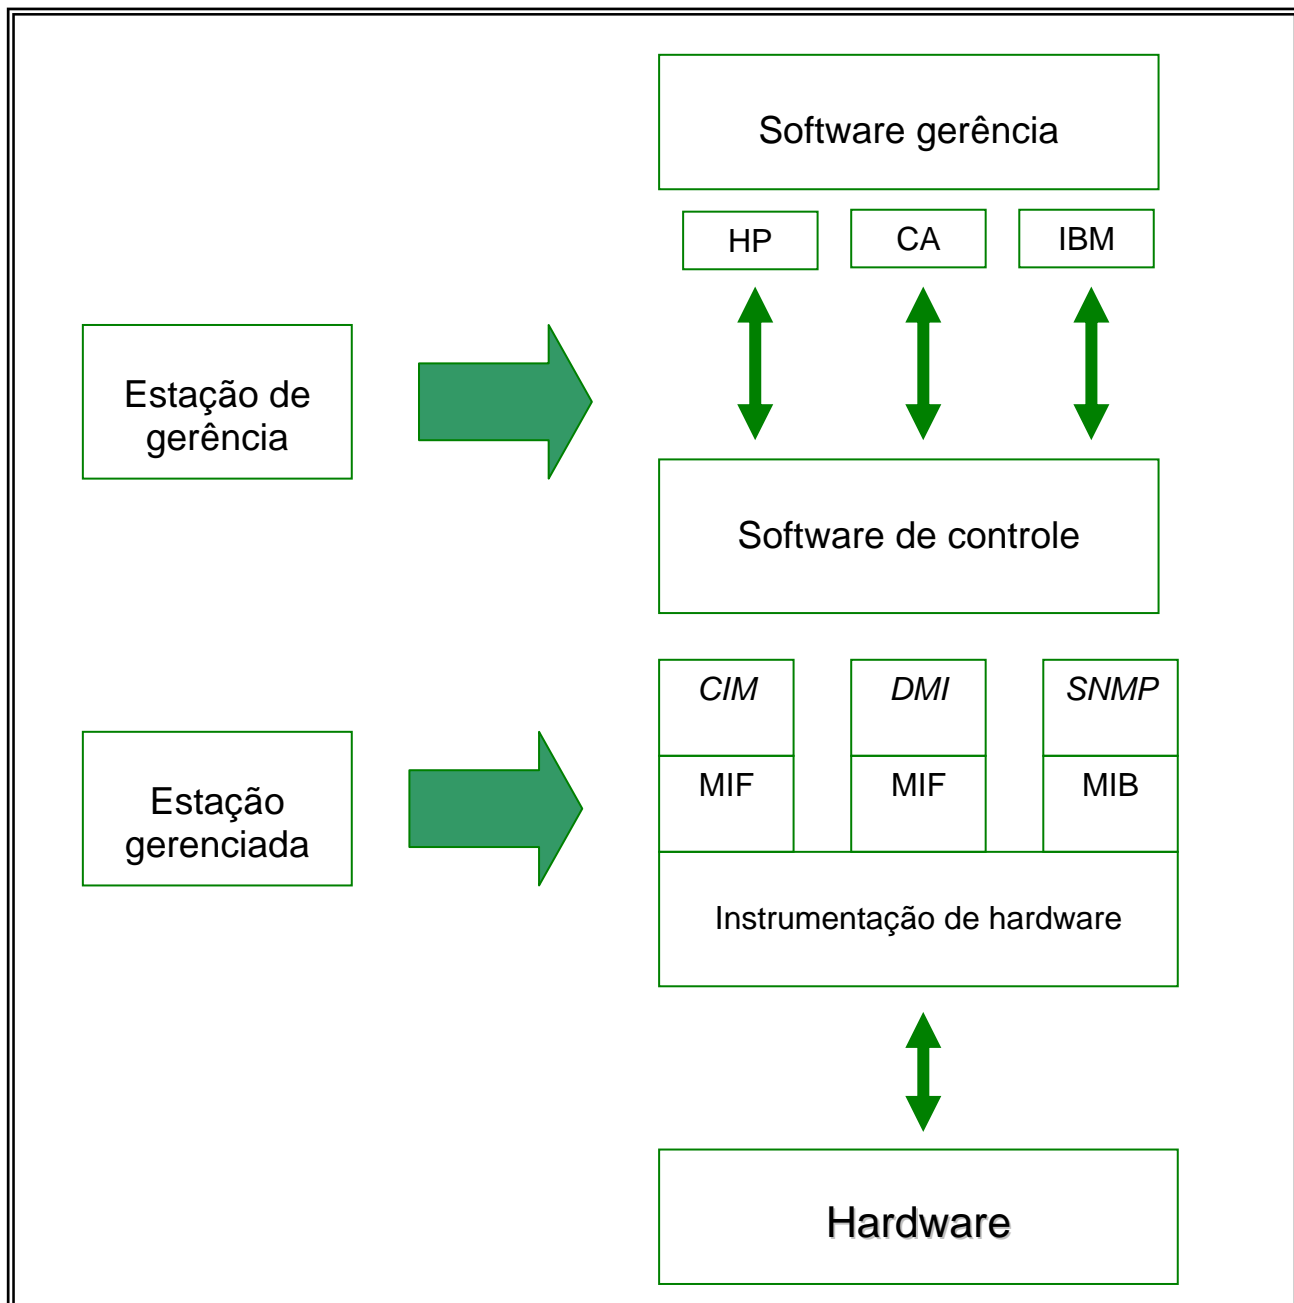 Software gerência
HP
CA
IBM
Estação de
gerência
Software de controle
CIM
DMI
SNMP
MIF
MIF
MIB
Estação
gerenciada
Instrumentação de hardware
Hardware